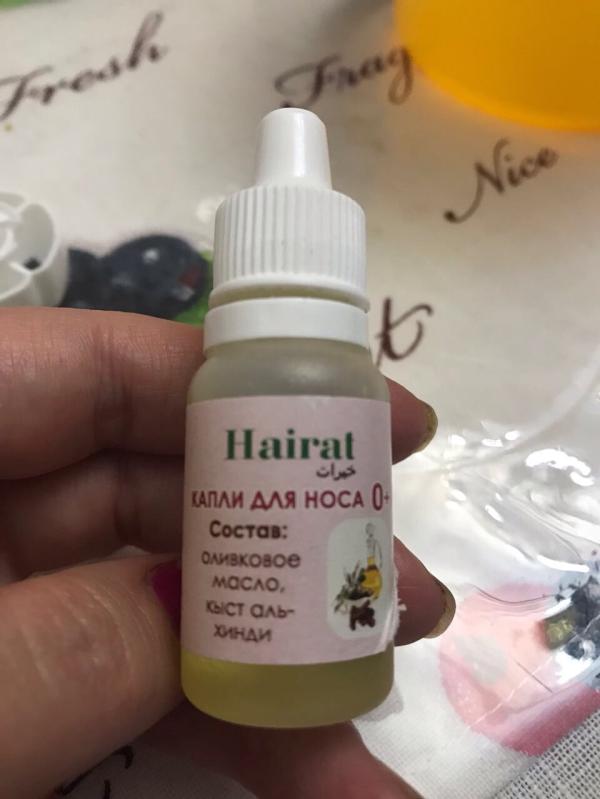 Fresh
Frag
Nice
Hairat
خيرات
КАПЛИ ДЛЯ НОСА 0+
Состав:
оливковое
масло,
кыст аль-
хинди